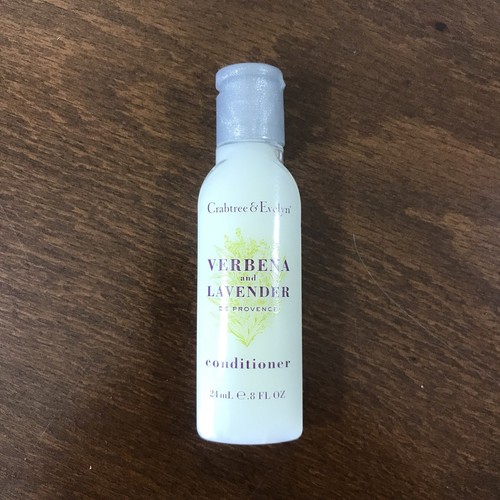 Crabtree & Evelyn®
VERBENA
and
LAVENDER
DE PROVENCE
conditioner
24mL ℮ .8 FL OZ